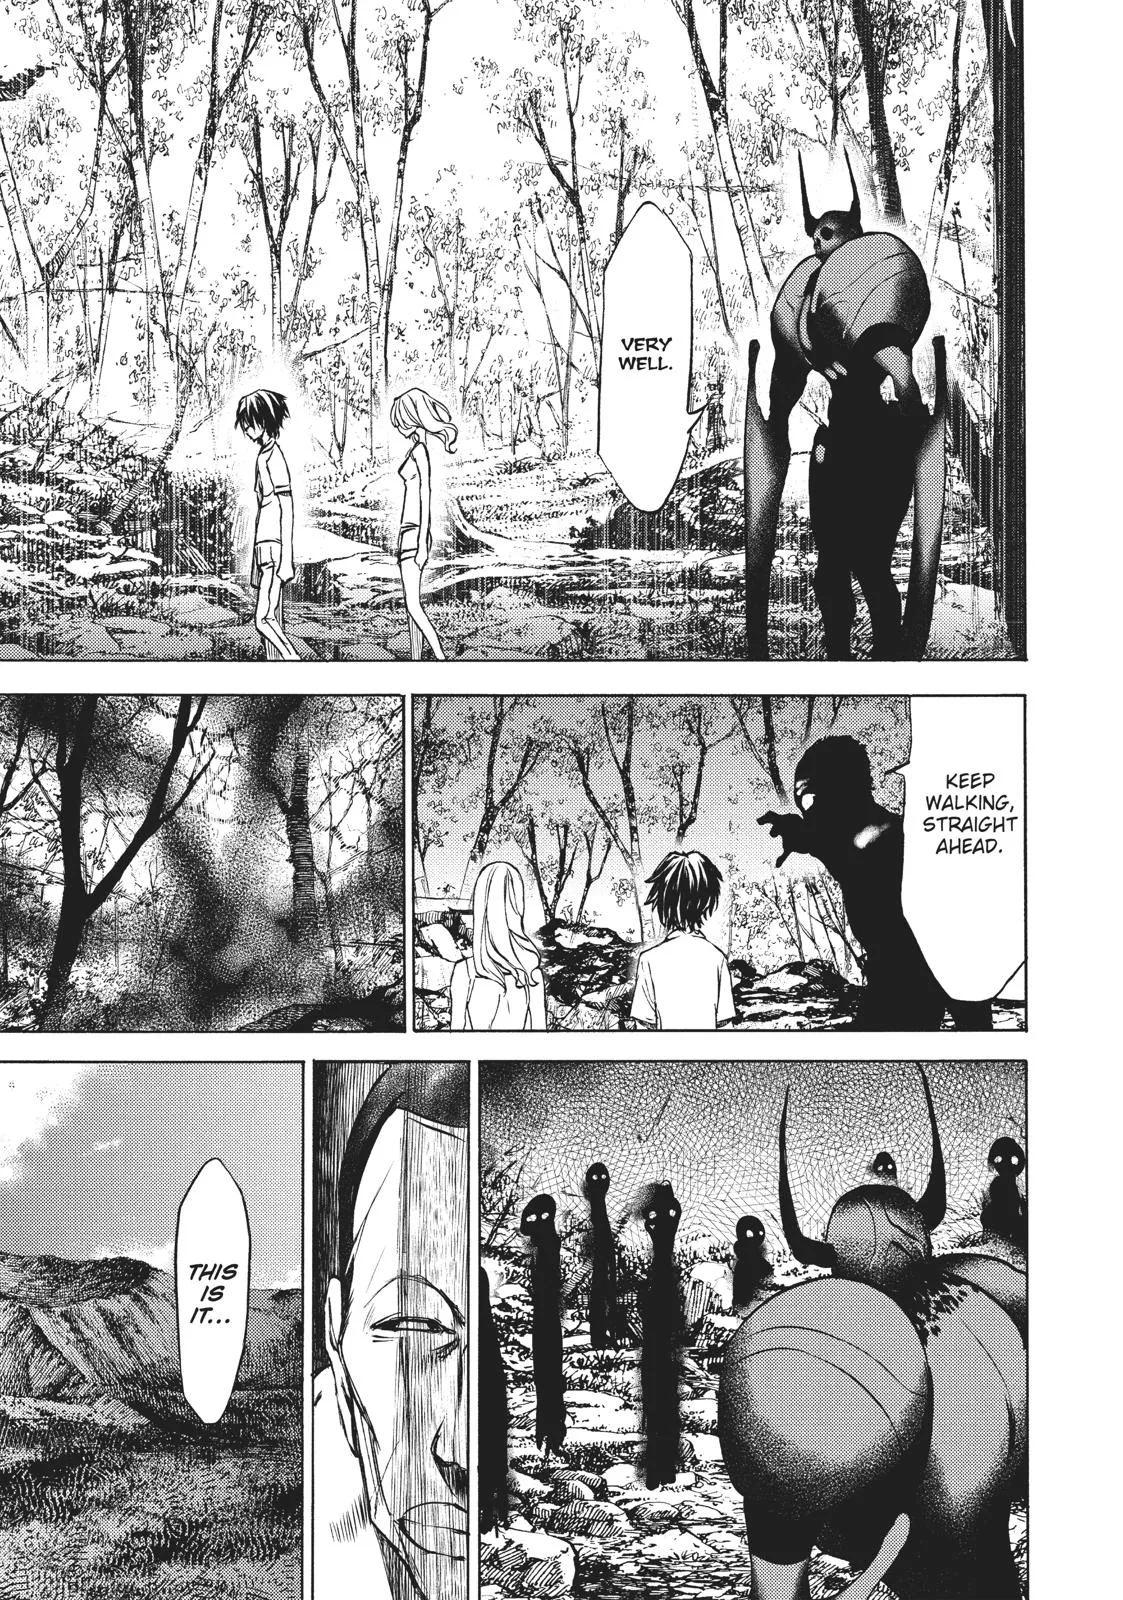 VERY
WELL.
KEEP
WALKING,
STRAIGHT
AHEAD.
THIS
IS
IT...